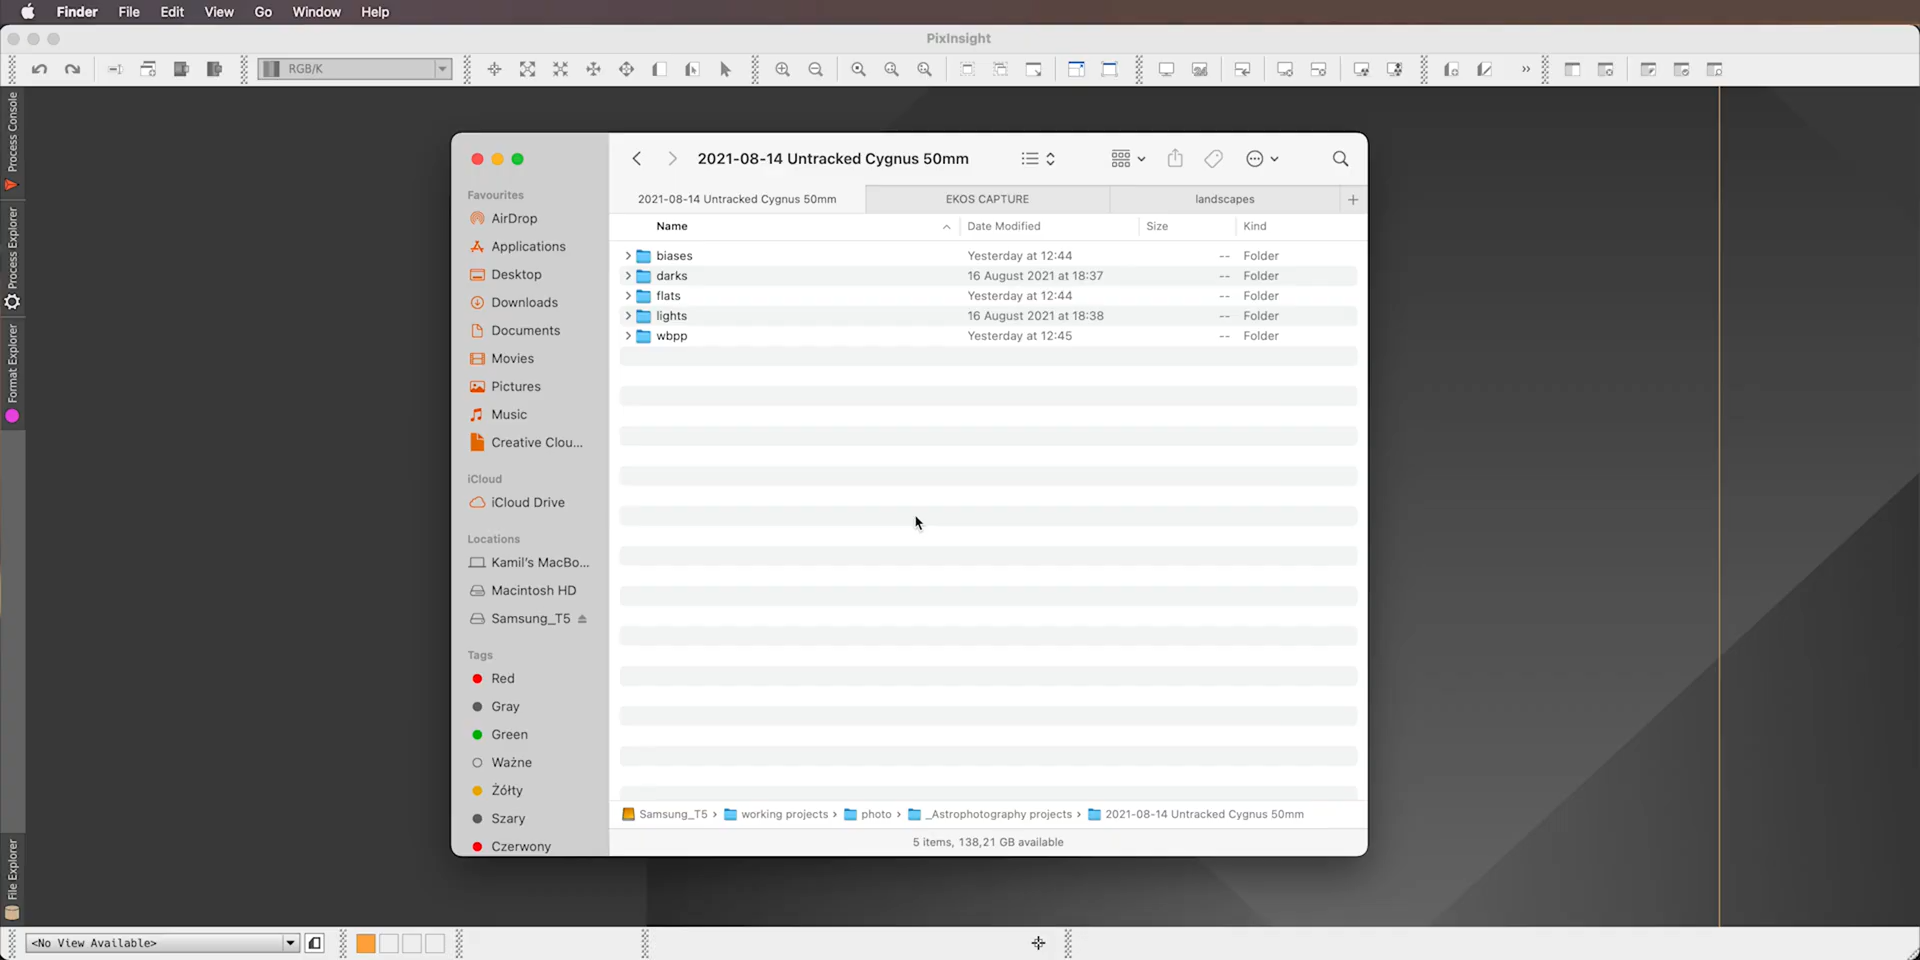 Finder File Edit View Go Window Help
PixInsight
RGB/K
Process Console
Process Explorer
Format Explorer
File Explorer
2021-08-14 Untracked Cygnus 50mm
2021-08-14 Untracked Cygnus 50mm EKOS CAPTURE landscapes
Favourites
AirDrop
Applications
Desktop
Downloads
Documents
Movies
Pictures
Music
Creative Clou...
iCloud
iCloud Drive
Locations
Kamil's MacBo...
Macintosh HD
Samsung_T5
Tags
Red
Gray
Green
Ważne
Żółty
Szary
Czerwony
Name Date Modified Size Kind
biases Yesterday at 12:44 -- Folder
darks 16 August 2021 at 18:37 -- Folder
flats Yesterday at 12:44 -- Folder
lights 16 August 2021 at 18:38 -- Folder
wbpp Yesterday at 12:45 -- Folder
Samsung_T5 › working projects › photo › _Astrophotography projects › 2021-08-14 Untracked Cygnus 50mm
5 items, 138,21 GB available
<No View Available>